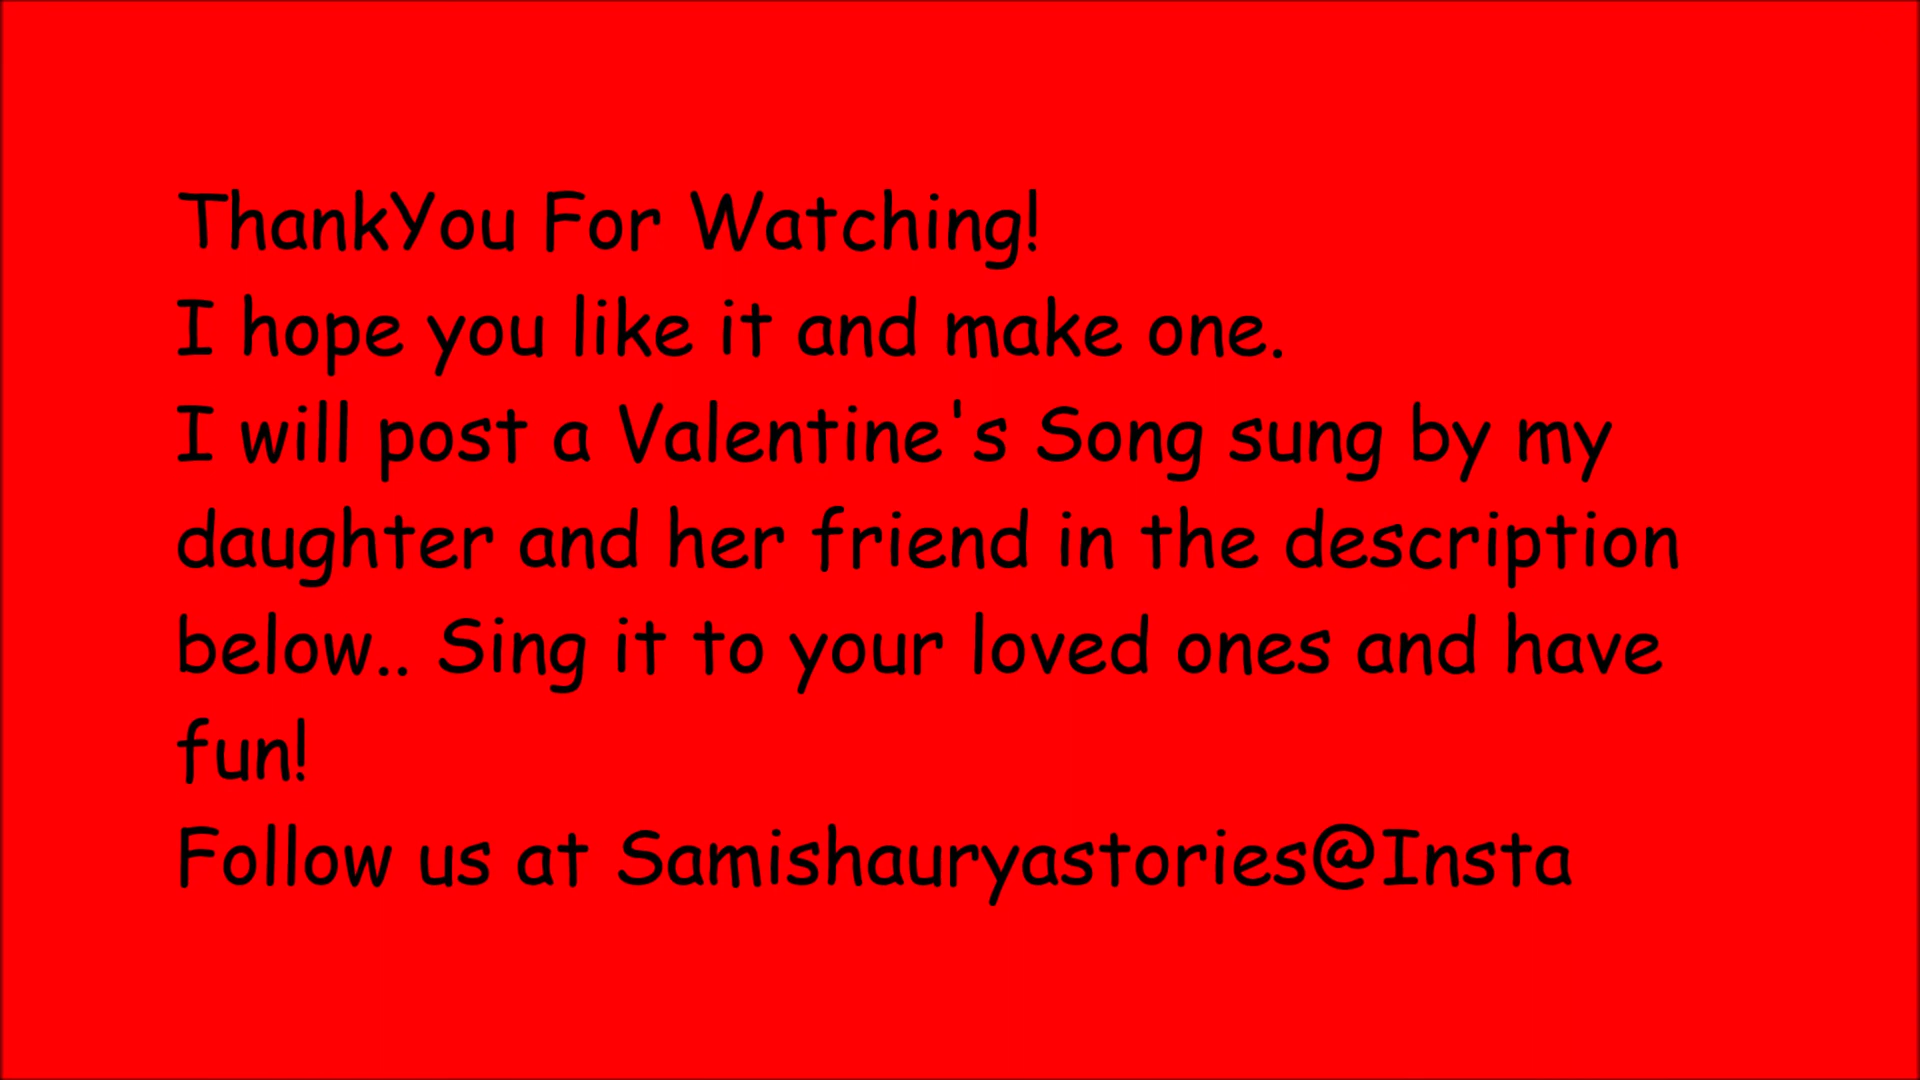 ThankYou For Watching!
I hope you like it and make one.
I will post a Valentine's Song sung by my
daughter and her friend in the description
below.. Sing it to your loved ones and have
fun!
Follow us at Samishauryastories@Insta